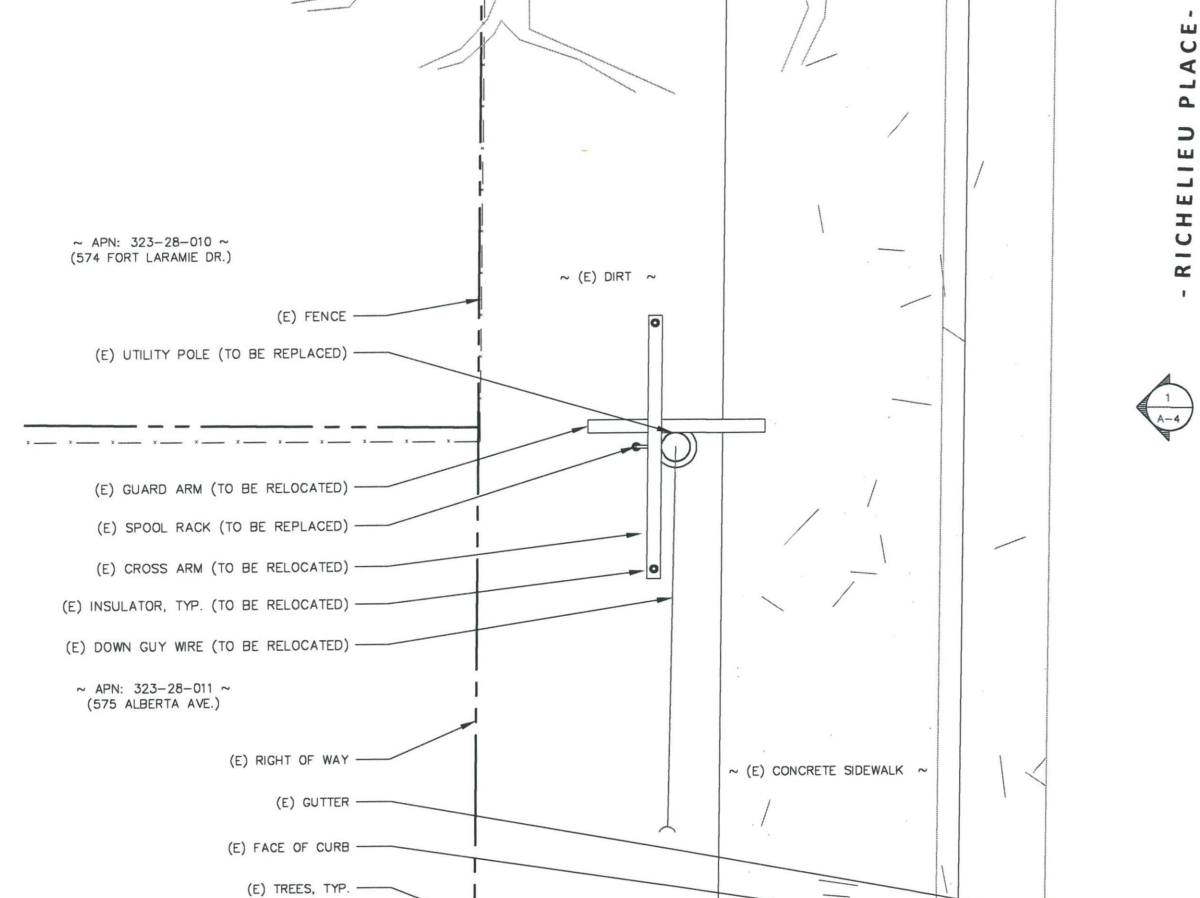 - RICHELIEU PLACE-
~ APN: 323-28-010 ~
(574 FORT LARAMIE DR.)
~ (E) DIRT ~
(E) FENCE
(E) UTILITY POLE (TO BE REPLACED)
1
A-4
(E) GUARD ARM (TO BE RELOCATED)
(E) SPOOL RACK (TO BE REPLACED)
(E) CROSS ARM (TO BE RELOCATED)
(E) INSULATOR, TYP. (TO BE RELOCATED)
(E) DOWN GUY WIRE (TO BE RELOCATED)
~ APN: 323-28-011 ~
(575 ALBERTA AVE.)
(E) RIGHT OF WAY
~ (E) CONCRETE SIDEWALK ~
(E) GUTTER
(E) FACE OF CURB
(E) TREES, TYP.